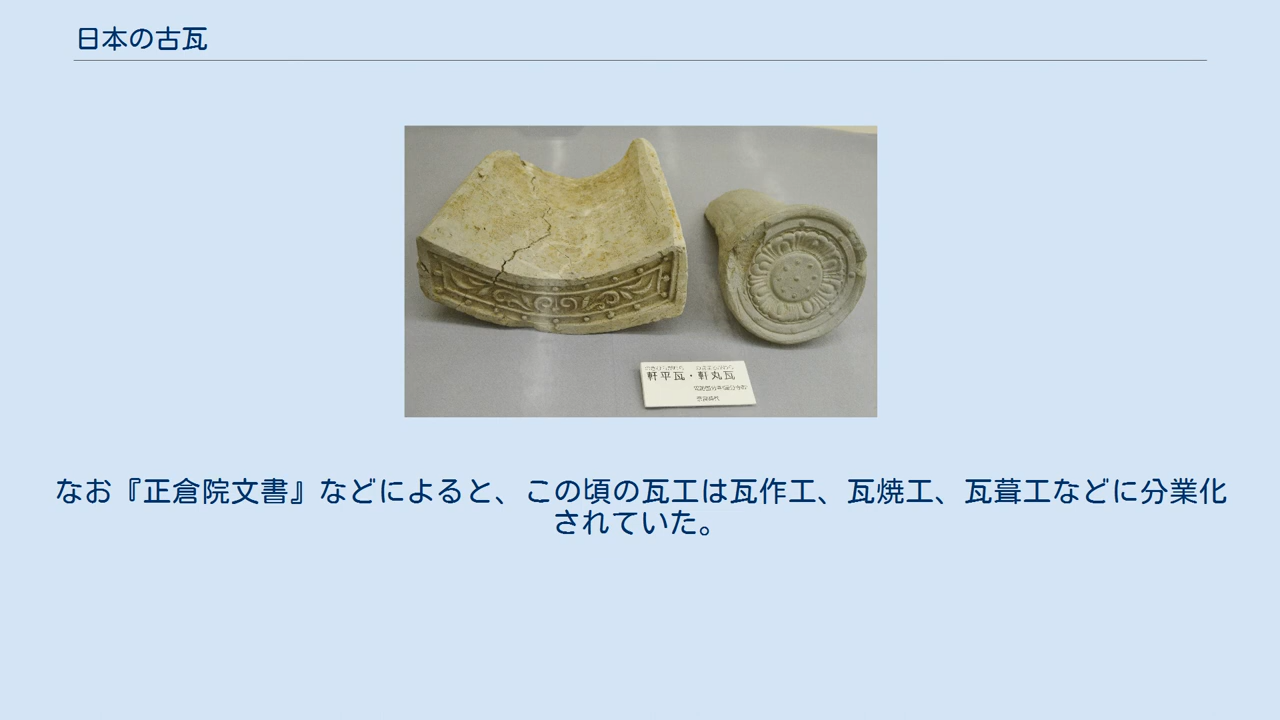 日本の古瓦
軒平瓦・軒丸瓦
なお『正倉院文書』などによると、この頃の瓦工は瓦作工、瓦焼工、瓦葺工などに分業化
されていた。